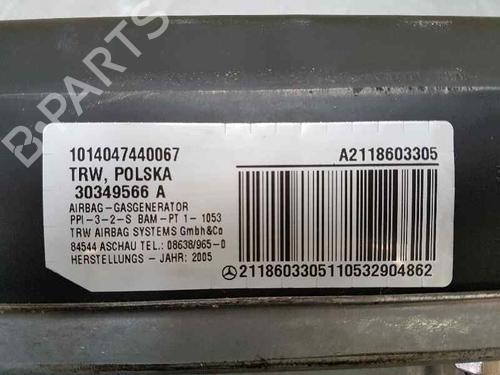 B-PARTS
1014047440067
A2118603305
TRW, POLSKA
30349566 A
AIRBAG-GASGENERATOR
PPI-3-2-S BAM-PT 1- 1053
TRW AIRBAG SYSTEMS GmbH&Co
84544 ASCHAU TEL.: 08638/965-0
HERSTELLUNGS - JAHR: 2005
2118603305110532904862